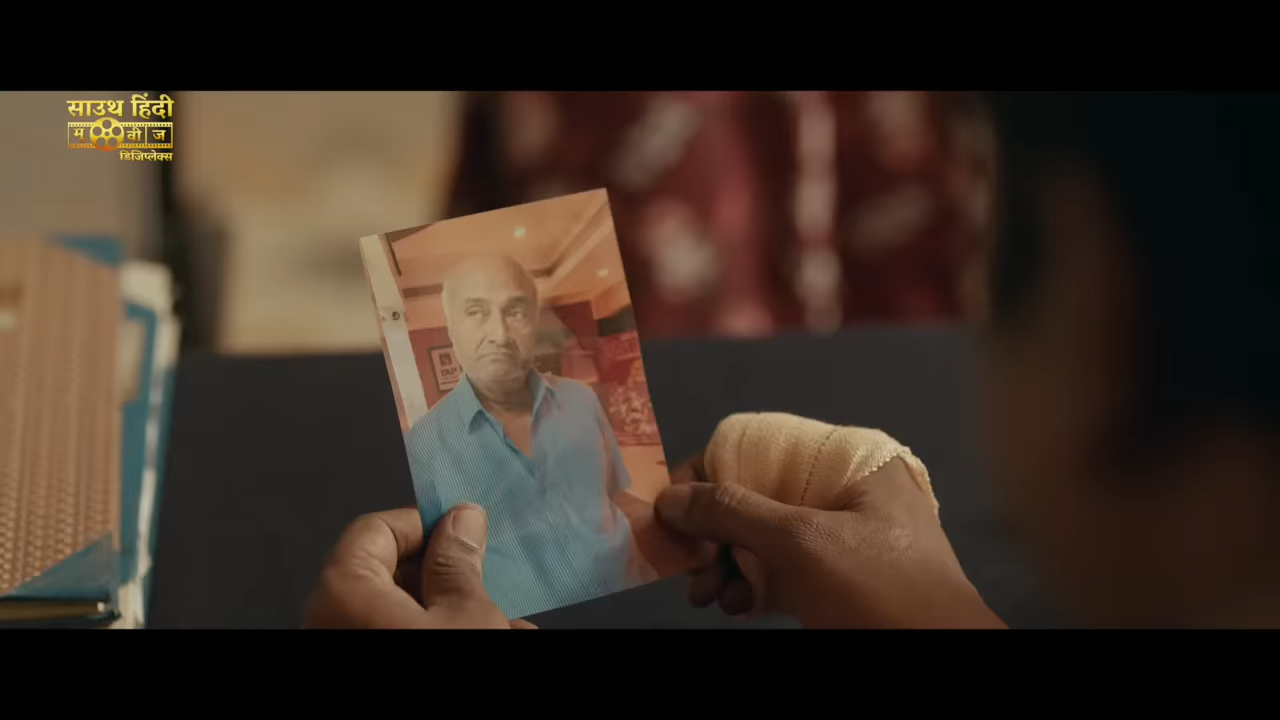 साउथ हिंदी
म वी ज
डिजिप्लेक्स